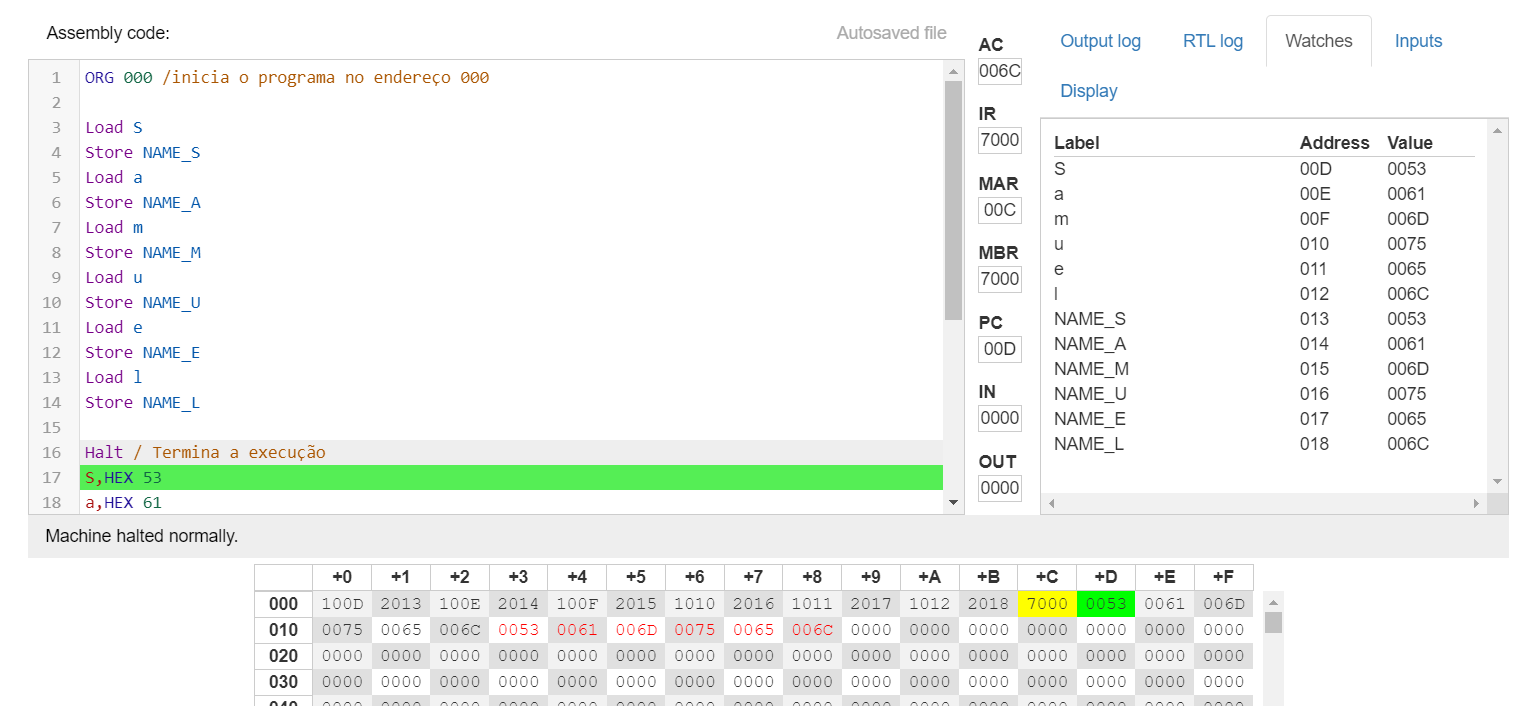 Assembly code:
Autosaved file
1 ORG 000 /inicia o programa no endereço 000
2
3 Load S
4 Store NAME_S
5 Load a
6 Store NAME_A
7 Load m
8 Store NAME_M
9 Load u
10 Store NAME_U
11 Load e
12 Store NAME_E
13 Load l
14 Store NAME_L
15
16 Halt / Termina a execução
17 S,HEX 53
18 a,HEX 61
AC
006C
IR
7000
MAR
00C
MBR
7000
PC
00D
IN
0000
OUT
0000
Output log RTL log Watches Inputs
Display
Label Address Value
S 00D 0053
a 00E 0061
m 00F 006D
u 010 0075
e 011 0065
l 012 006C
NAME_S 013 0053
NAME_A 014 0061
NAME_M 015 006D
NAME_U 016 0075
NAME_E 017 0065
NAME_L 018 006C
Machine halted normally.
+0 +1 +2 +3 +4 +5 +6 +7 +8 +9 +A +B +C +D +E +F
000 100D 2013 100E 2014 100F 2015 1010 2016 1011 2017 1012 2018 7000 0053 0061 006D
010 0075 0065 006C 0053 0061 006D 0075 0065 006C 0000 0000 0000 0000 0000 0000 0000
020 0000 0000 0000 0000 0000 0000 0000 0000 0000 0000 0000 0000 0000 0000 0000 0000
030 0000 0000 0000 0000 0000 0000 0000 0000 0000 0000 0000 0000 0000 0000 0000 0000